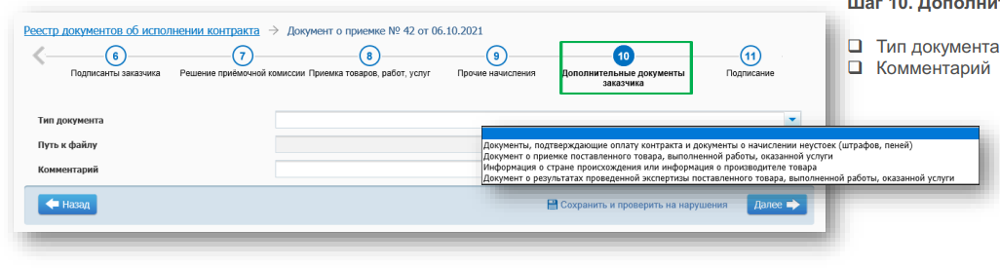 Шаг 10. Дополнит
Реестр документов об исполнении контракта → Документ о приемке № 42 от 06.10.2021
6 7 8 9 10 11
Подписанты заказчика Решение приёмочной комиссии Приемка товаров, работ, услуг Прочие начисления Дополнительные документы заказчика Подписание
Тип документа
Комментарий
Тип документа
Путь к файлу
Комментарий
Документы, подтверждающие оплату контракта и документы о начислении неустоек (штрафов, пеней)
Документ о приемке поставленного товара, выполненной работы, оказанной услуги
Информация о стране происхождения или информация о производителе товара
Документ о результатах проведенной экспертизы поставленного товара, выполненной работы, оказанной услуги
Назад Сохранить и проверить на нарушения Далее